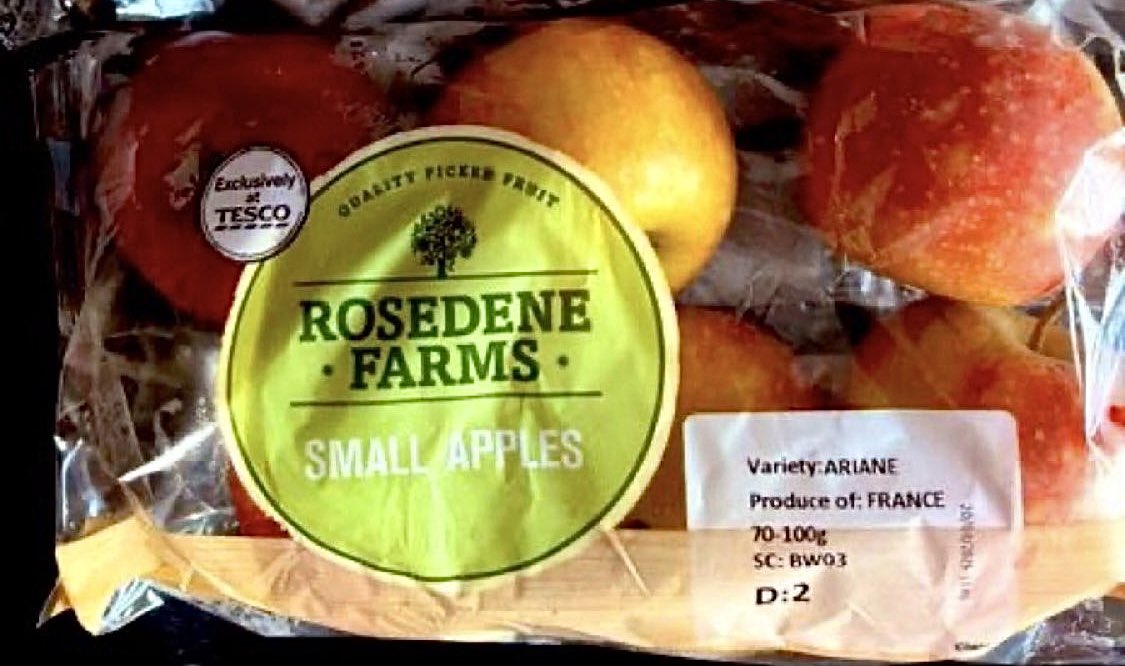 Exclusively
at
TESCO
QUALITY PICKED FRUIT
ROSEDENE
· FARMS ·
SMALL APPLES
Variety:ARIANE
Produce of: FRANCE
70-100g
SC: BW03
D:2